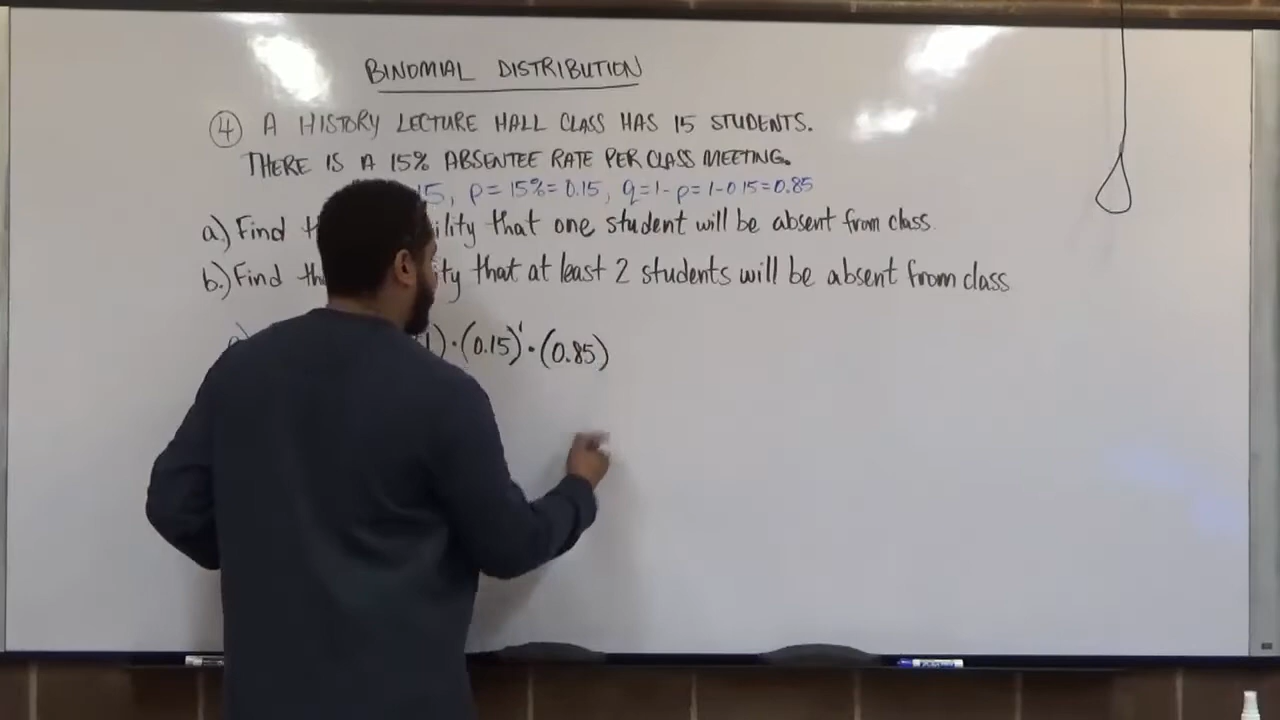 BINOMIAL DISTRIBUTION
④ A HISTORY LECTURE HALL CLASS HAS 15 STUDENTS.
THERE IS A 15% ABSENTEE RATE PER CLASS MEETING.
15, p = 15% = 0.15, q = 1 - p = 1 - 0.15 = 0.85
a.) Find that one student will be absent from class.
b.) Find that at least 2 students will be absent from class
1) · (0.15)¹ · (0.85)